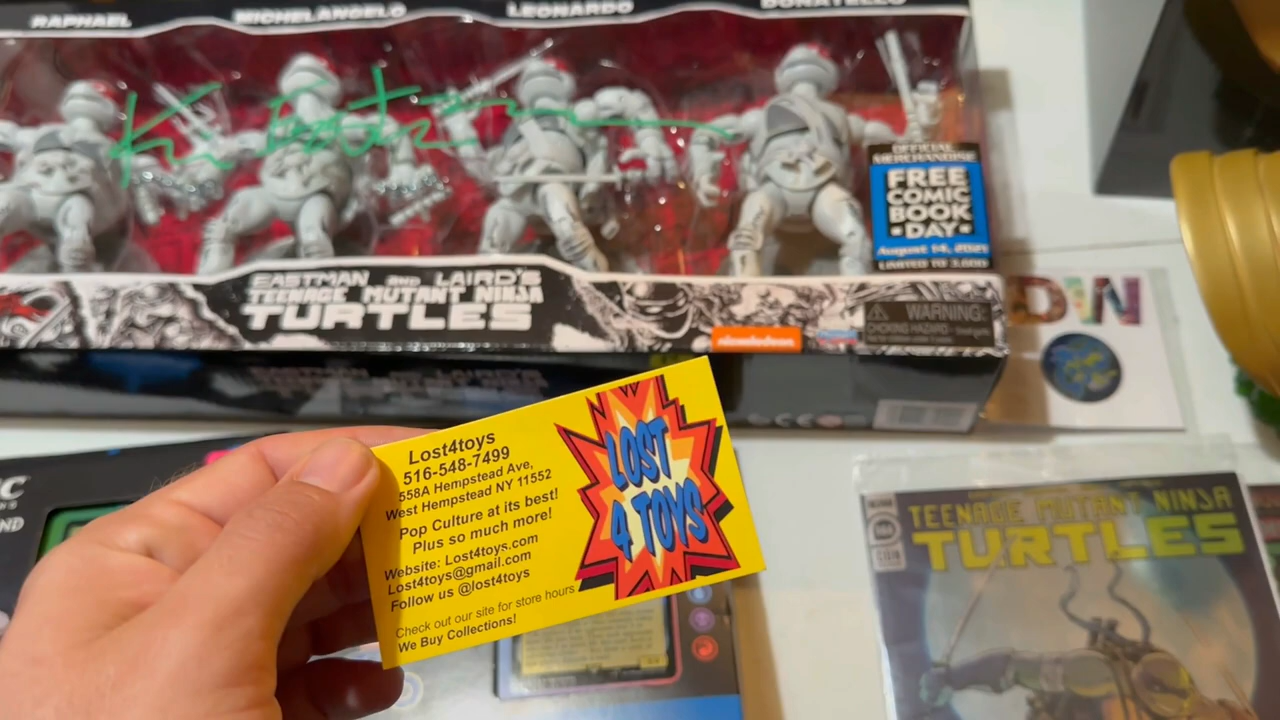 RAPHAEL
MICHELANGELO
LEONARDO
DONATELLO
OFFICIAL
MERCHANDISE
FREE
COMIC
BOOK
DAY
August 14, 2021
LIMITED TO 3,000
EASTMAN AND LAIRD'S
TEENAGE MUTANT NINJA
TURTLES
nickelodeon
WARNING:
CHOKING HAZARD
DW
Lost4toys
516-548-7499
558A Hempstead Ave,
West Hempstead NY 11552
Pop Culture at its best!
Plus so much more!
Website: Lost4toys.com
Lost4toys@gmail.com
Follow us @lost4toys
Check out our site for store hours
We Buy Collections!
LOST
4 TOYS
TEENAGE MUTANT NINJA
TURTLES